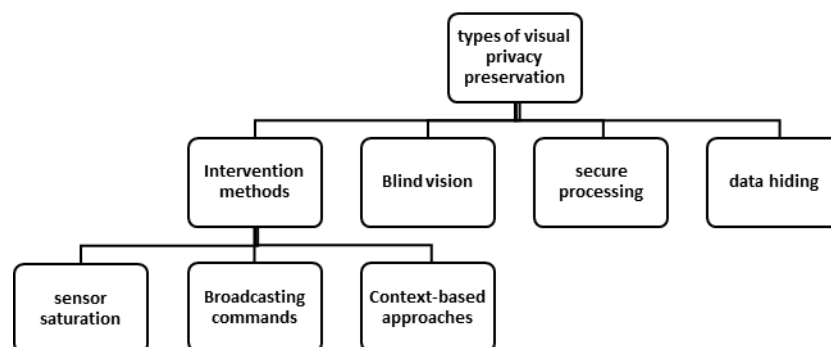 types of visual
privacy
preservation
Intervention
methods
Blind vision
secure
processing
data hiding
sensor
saturation
Broadcasting
commands
Context-based
approaches